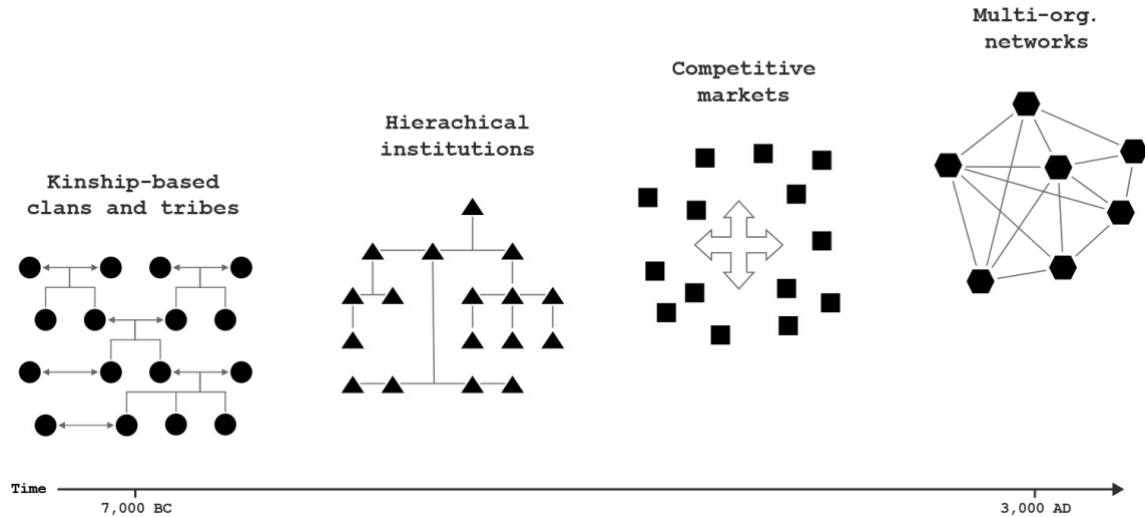 Kinship-based
clans and tribes
Hierachical
institutions
Competitive
markets
Multi-org.
networks
Time
7,000 BC
3,000 AD